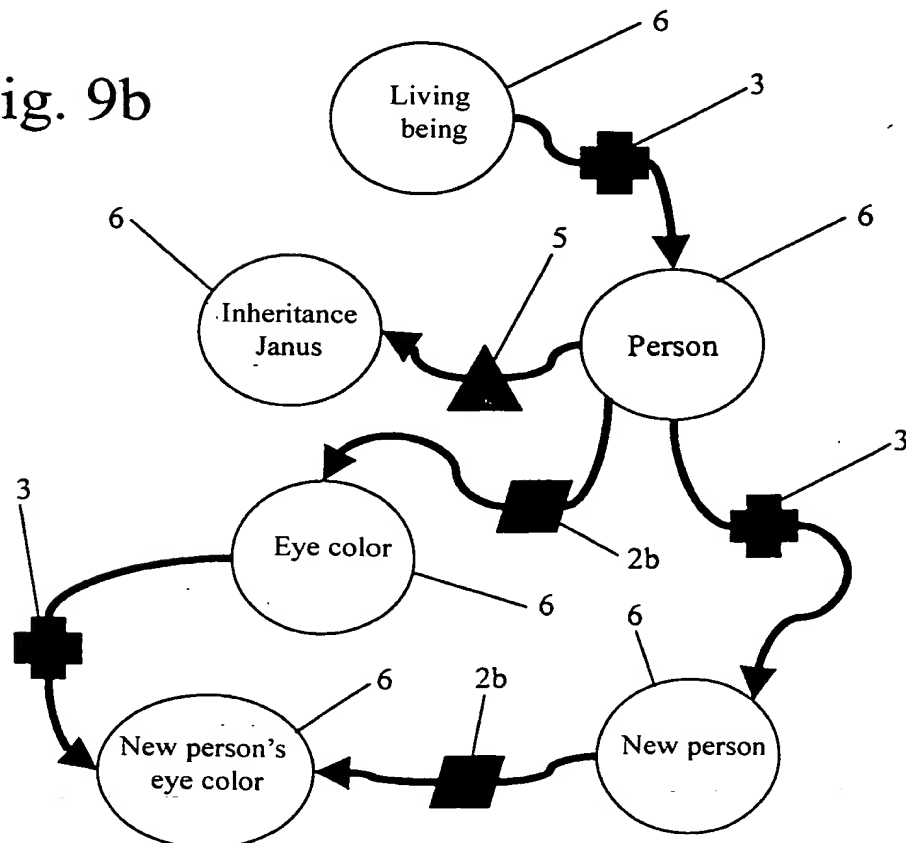 ig. 9b
6
Living
being
3
6
Inheritance
Janus
5
6
Person
3
3
Eye color
2b
6
6
New person's
eye color
6
2b
New person